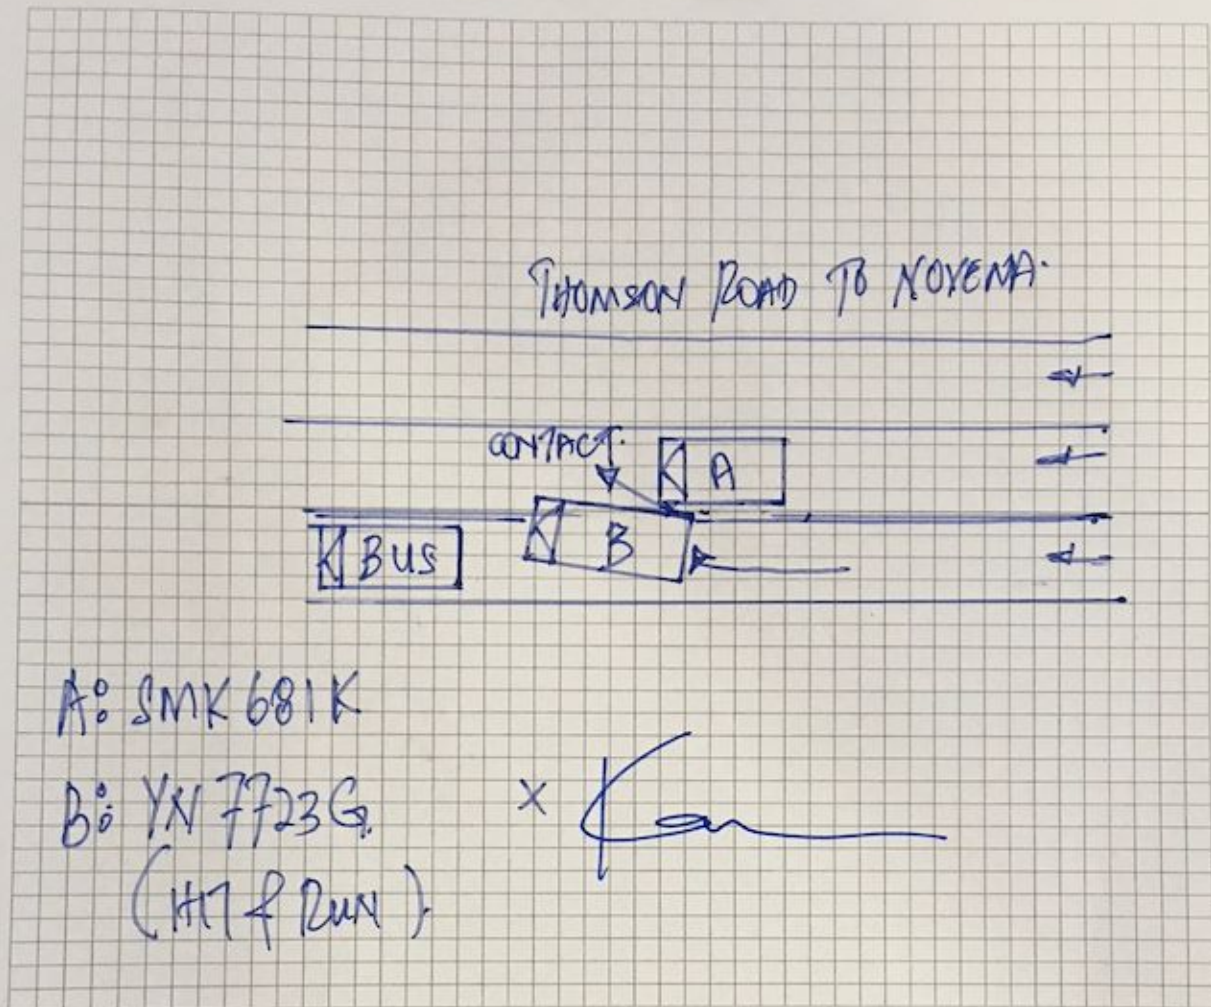 THOMSON ROAD TO NOVENA.
CONTACT.
A
B
BUS
A: SMK 681K
B: YN 7723G.
(HIT & RUN).
x